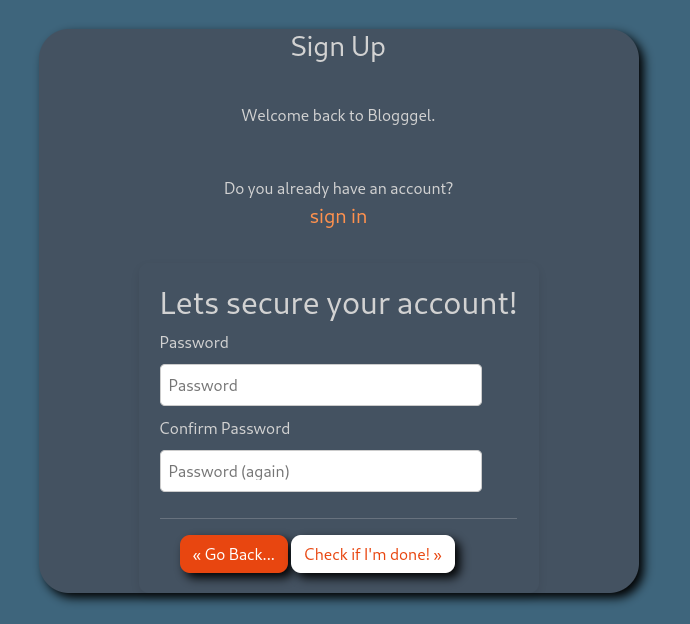 Sign Up
Welcome back to Blogggel.
Do you already have an account?
sign in
Lets secure your account!
Password
Password
Confirm Password
Password (again)
« Go Back... Check if I'm done! »